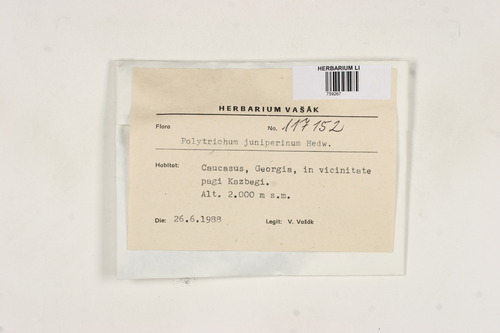 HERBARIUM LI
759267
HERBARIUM VAŠÁK
Flora No. 117152
Polytrichum juniperinum Hedw.
Habitat: Caucasus, Georgia, in vicinitate
pagi Kazbegi.
Alt. 2.000 m s.m.
Die: 26.6.1988 Legit: V. Vašák